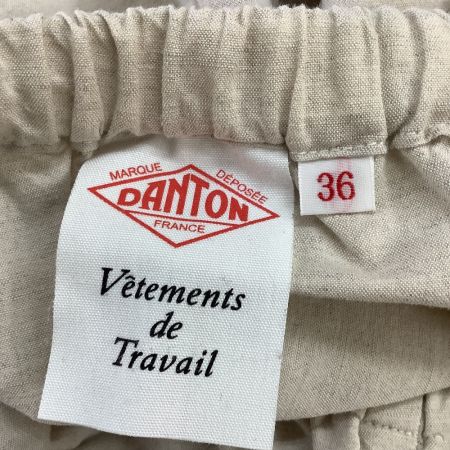 MARQUE DÉPOSÉE
DANTON
FRANCE
36
Vêtements
de
Travail